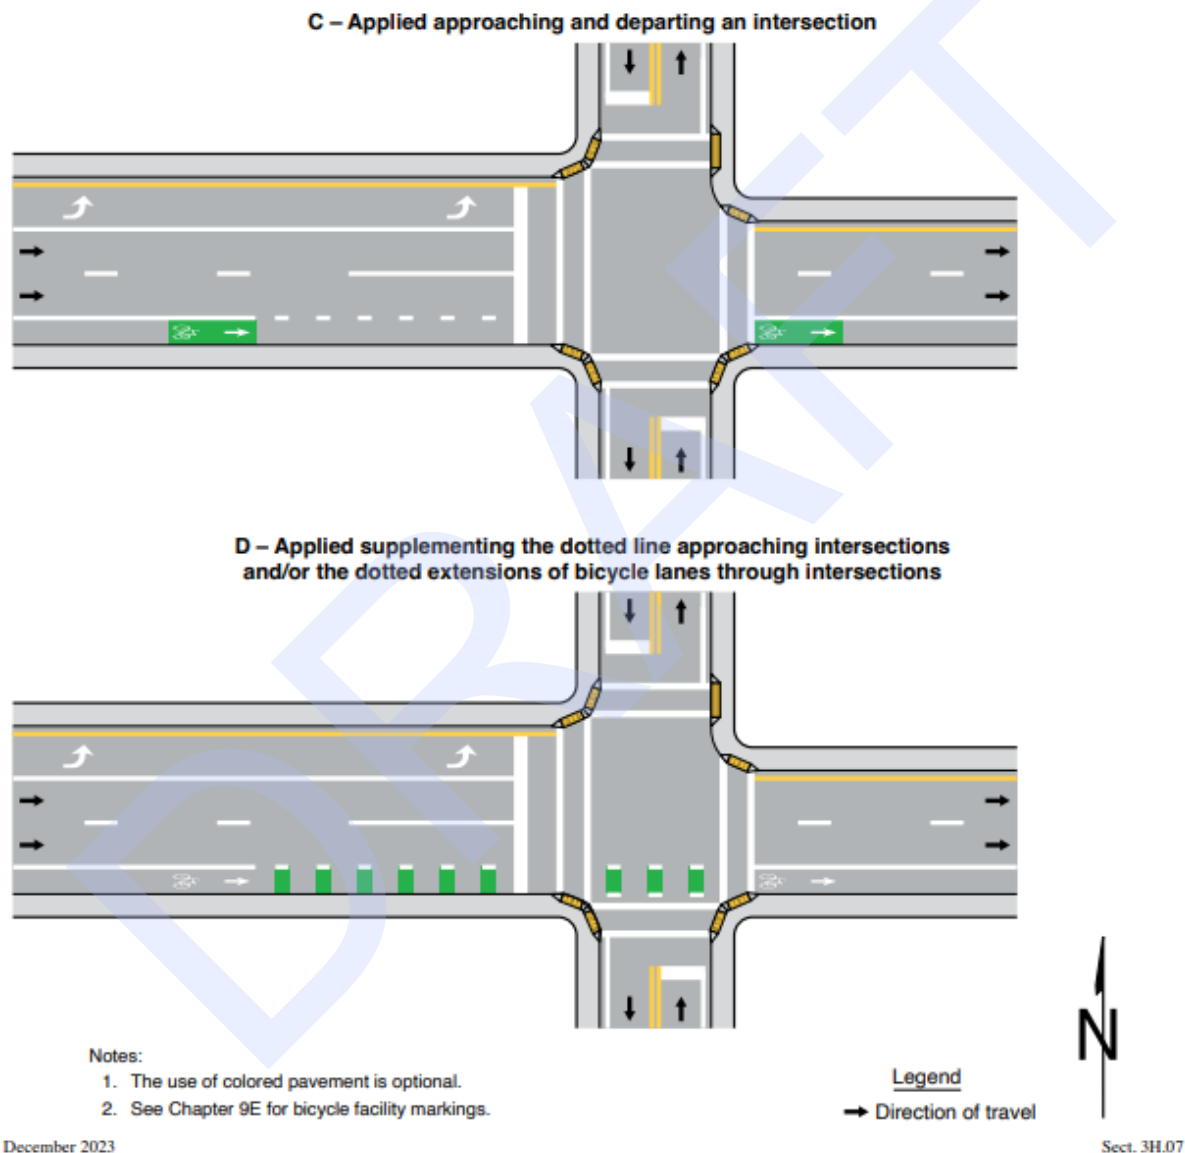 C – Applied approaching and departing an intersection
D – Applied supplementing the dotted line approaching intersections
and/or the dotted extensions of bicycle lanes through intersections
DRAFT
N
Notes:
1. The use of colored pavement is optional.
2. See Chapter 9E for bicycle facility markings.
Legend
Direction of travel
December 2023
Sect. 3H.07